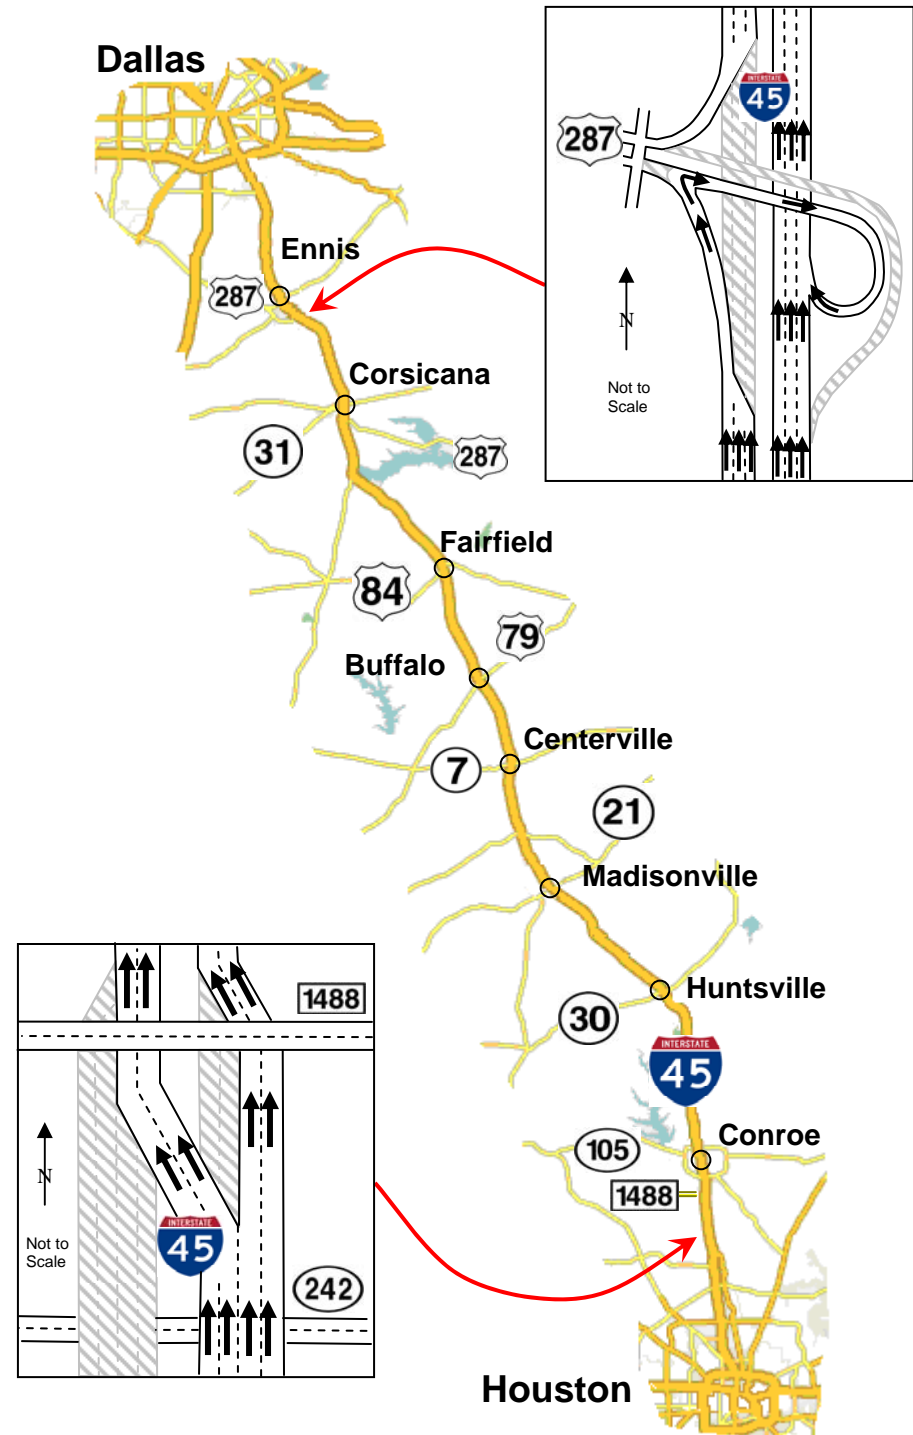 Dallas
INTERSTATE
45
287
N
Not to
Scale
Ennis
287
Corsicana
31
287
Fairfield
84
79
Buffalo
Centerville
7
21
Madisonville
Huntsville
30
INTERSTATE
45
Conroe
105
1488
Houston
1488
N
Not to
Scale
INTERSTATE
45
242